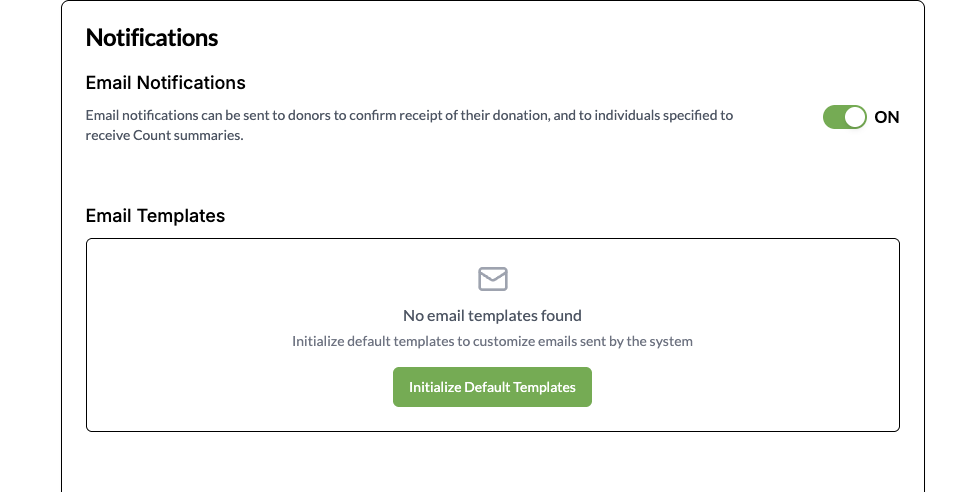 Notifications
Email Notifications
Email notifications can be sent to donors to confirm receipt of their donation, and to individuals specified to
receive Count summaries.
ON
Email Templates
No email templates found
Initialize default templates to customize emails sent by the system
Initialize Default Templates